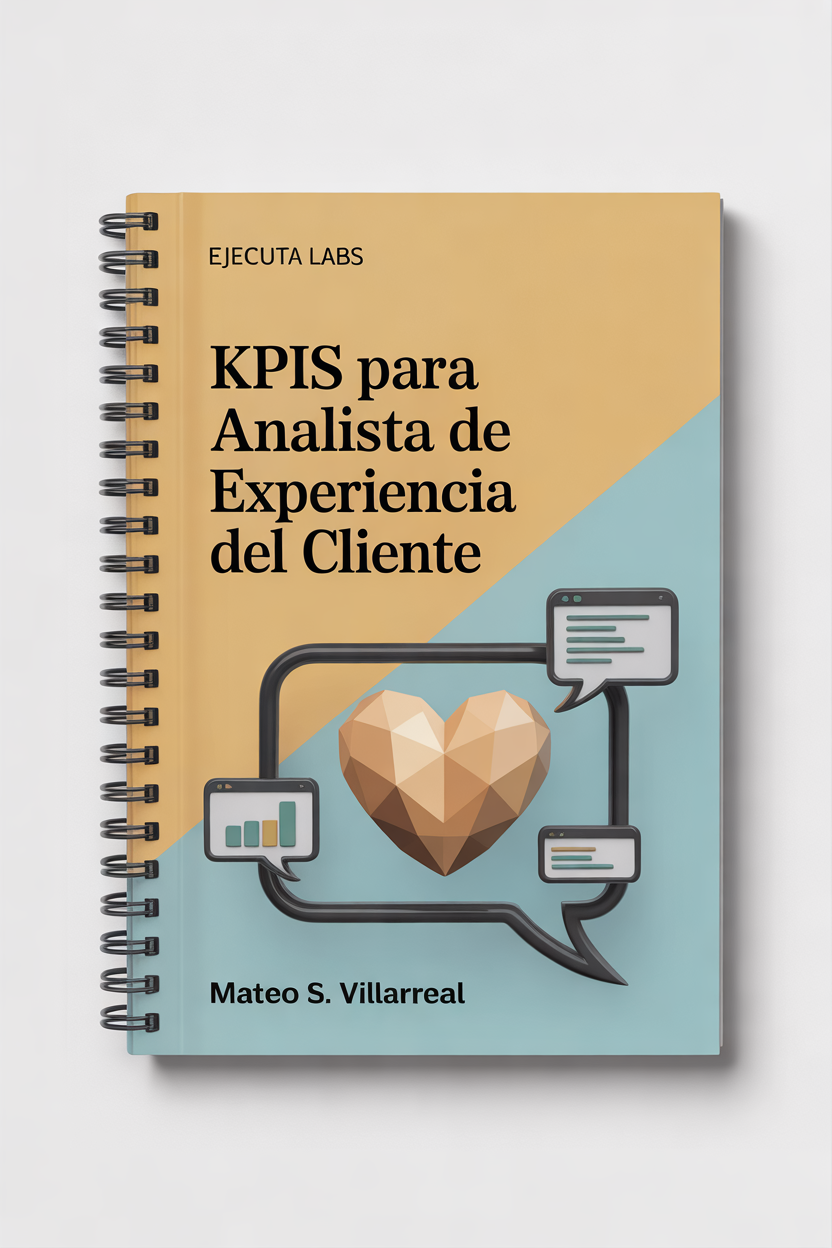 EJECUTA LABS
KPIS para
Analista de
Experiencia
del Cliente
Mateo S. Villarreal